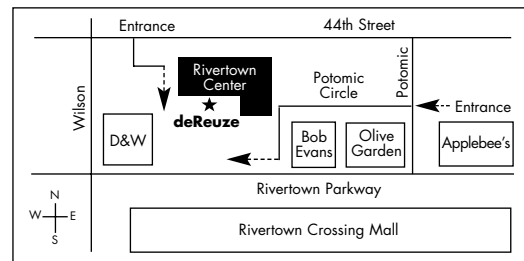 Entrance
44th Street
Rivertown
Center
Potomic
Circle
Potomic
Wilson
Entrance
deReuze
D&W
Bob
Evans
Olive
Garden
Applebee's
Rivertown Parkway
N
W
E
S
Rivertown Crossing Mall